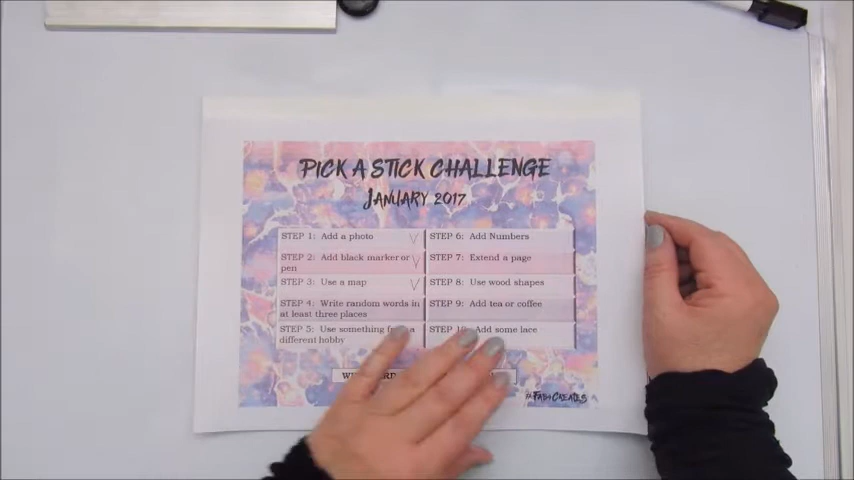 PICK A STICK CHALLENGE
JANUARY 2017
STEP 1: Add a photo
STEP 2: Add black marker or
pen
STEP 3: Use a map
STEP 4: Write random words in
at least three places
STEP 5: Use something
different hobby
STEP 6: Add Numbers
STEP 7: Extend a page
STEP 8: Use wood shapes
STEP 9: Add tea or coffee
STEP 10: Add some lace